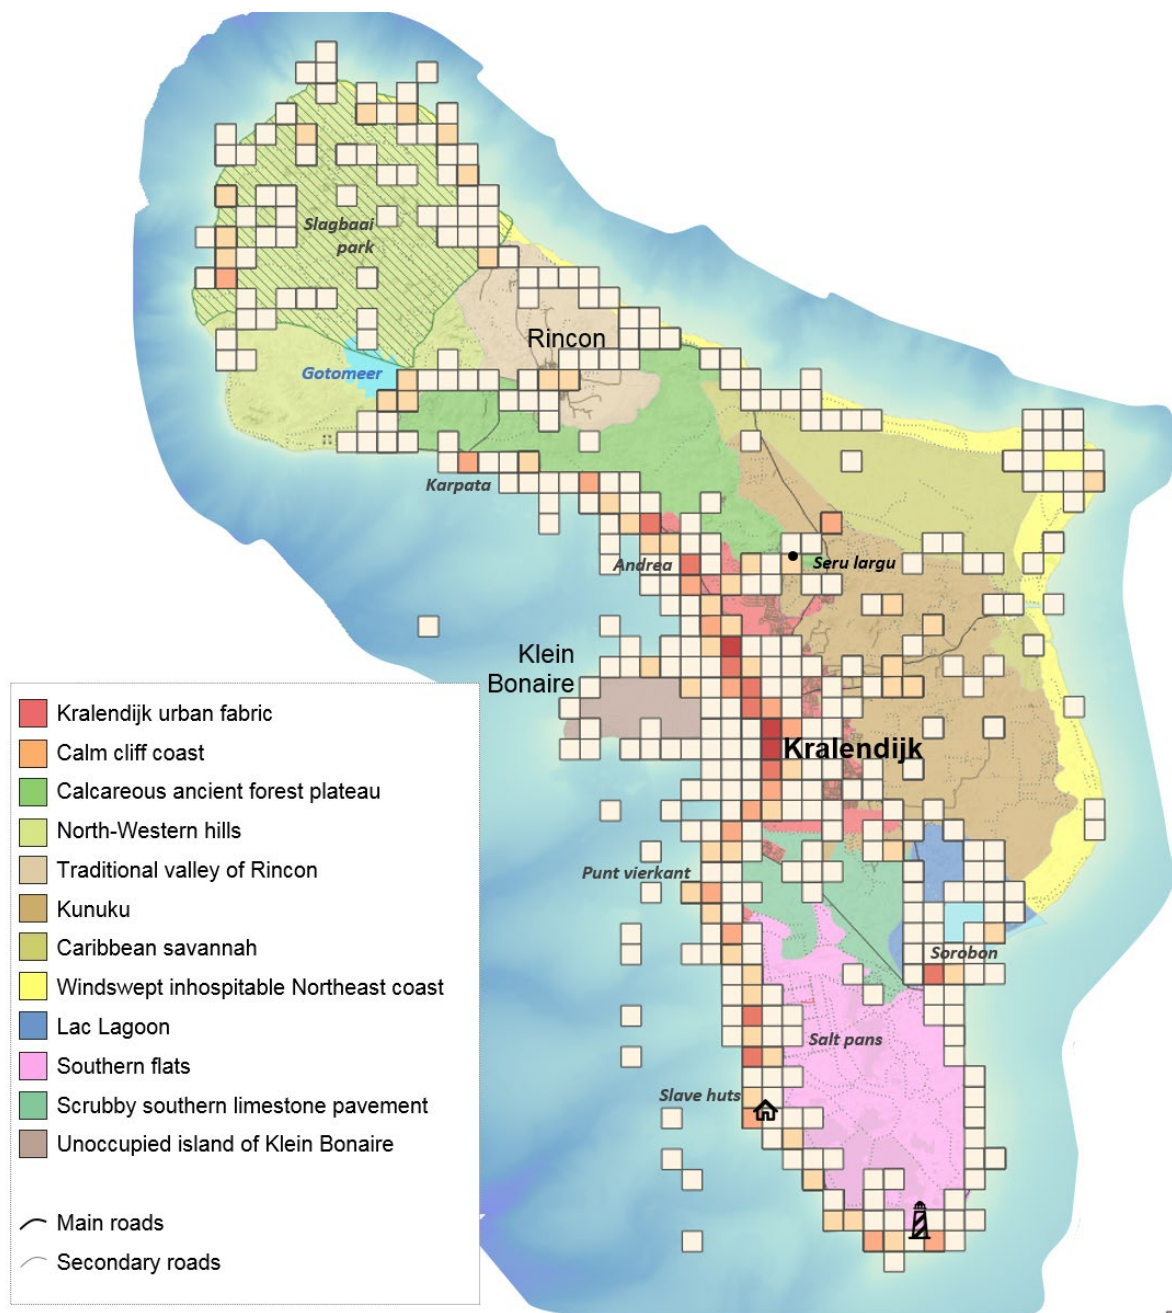 Slagbaai
park
Rincon
Gotomeer
Karpata
Andrea
Seru largu
Klein
Bonaire
Kralendijk
Punt vierkant
Sorobon
Salt pans
Slave huts
Kralendijk urban fabric
Calm cliff coast
Calcareous ancient forest plateau
North-Western hills
Traditional valley of Rincon
Kunuku
Caribbean savannah
Windswept inhospitable Northeast coast
Lac Lagoon
Southern flats
Scrubby southern limestone pavement
Unoccupied island of Klein Bonaire
Main roads
Secondary roads